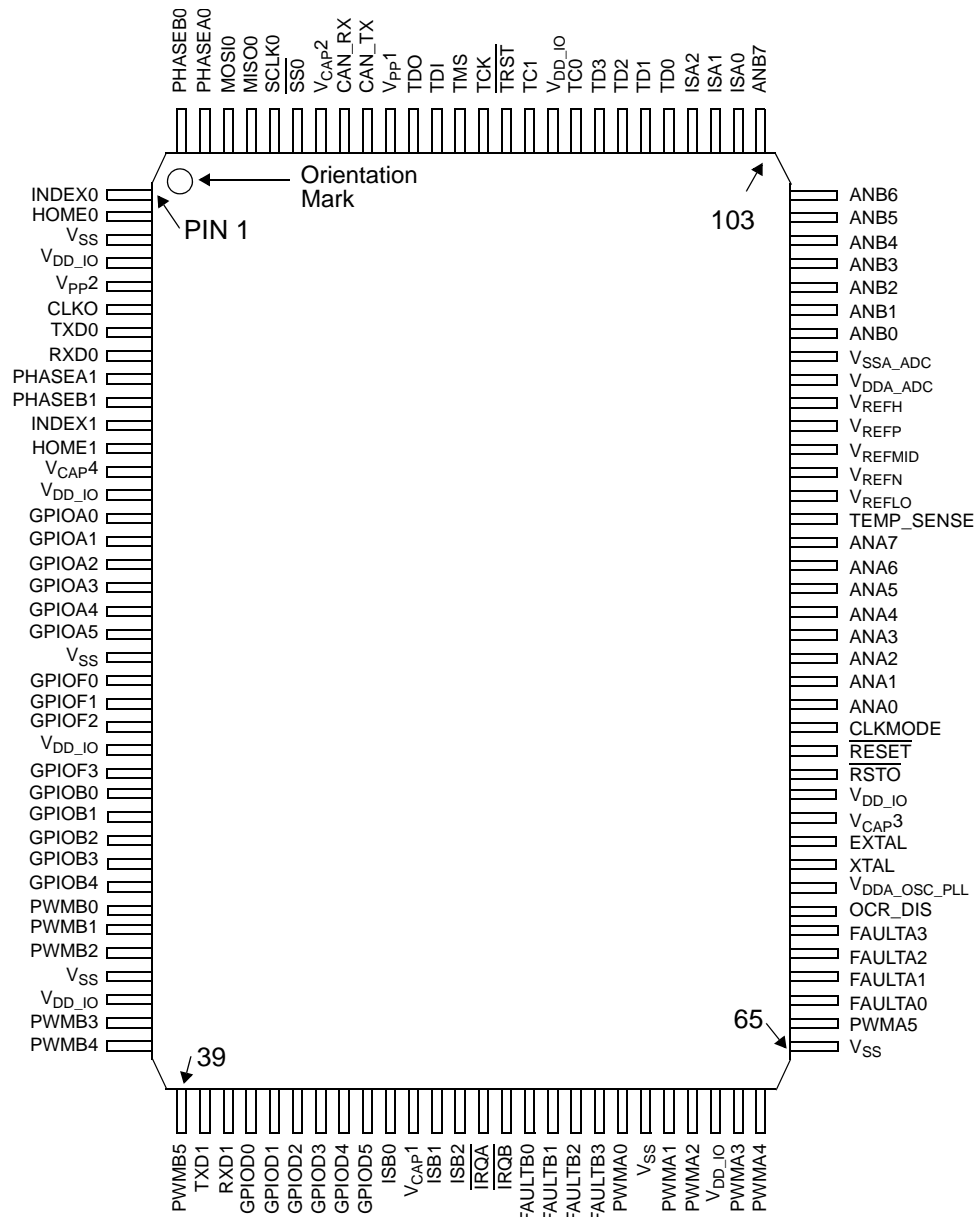 PHASEB0
PHASEA0
MOSI0
MISO0
SCLK0
SS0
VCAP2
CAN_RX
CAN_TX
VPP1
TDO
TDI
TMS
TCK
TRST
TC1
VDD_IO
TC0
TD3
TD2
TD1
TD0
ISA2
ISA1
ISA0
ANB7
Orientation
Mark
PIN 1
103
INDEX0
HOME0
VSS
VDD_IO
VPP2
CLKO
TXD0
RXD0
PHASEA1
PHASEB1
INDEX1
HOME1
VCAP4
VDD_IO
GPIOA0
GPIOA1
GPIOA2
GPIOA3
GPIOA4
GPIOA5
VSS
GPIOF0
GPIOF1
GPIOF2
VDD_IO
GPIOF3
GPIOB0
GPIOB1
GPIOB2
GPIOB3
GPIOB4
PWMB0
PWMB1
PWMB2
VSS
VDD_IO
PWMB3
PWMB4
ANB6
ANB5
ANB4
ANB3
ANB2
ANB1
ANB0
VSSA_ADC
VDDA_ADC
VREFH
VREFP
VREFMID
VREFN
VREFLO
TEMP_SENSE
ANA7
ANA6
ANA5
ANA4
ANA3
ANA2
ANA1
ANA0
CLKMODE
RESET
RSTO
VDD_IO
VCAP3
EXTAL
XTAL
VDDA_OSC_PLL
OCR_DIS
FAULTA3
FAULTA2
FAULTA1
FAULTA0
PWMA5
VSS
39
65
PWMB5
TXD1
RXD1
GPIOD0
GPIOD1
GPIOD2
GPIOD3
GPIOD4
GPIOD5
ISB0
VCAP1
ISB1
ISB2
IRQA
IRQB
FAULTB0
FAULTB1
FAULTB2
FAULTB3
PWMA0
VSS
PWMA1
PWMA2
VDD_IO
PWMA3
PWMA4